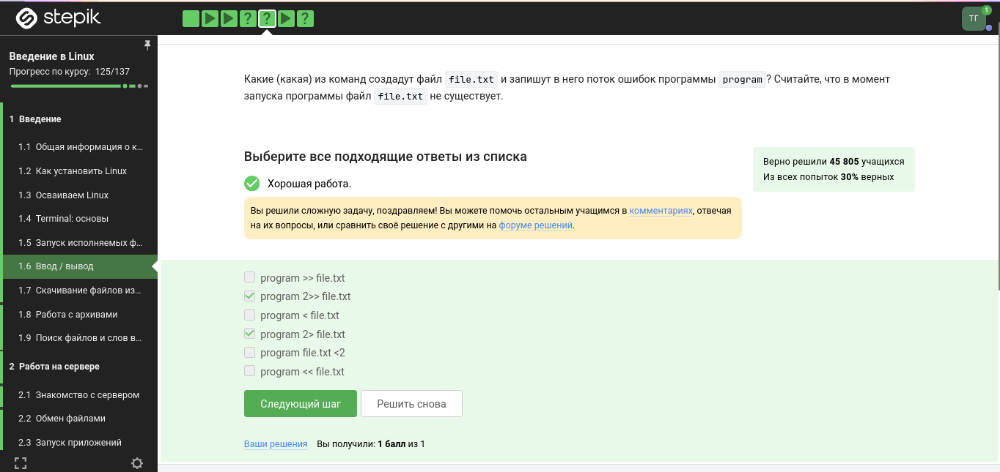 stepik
? ? ?
ТГ
1
Введение в Linux
Прогресс по курсу: 125/137
1 Введение
1.1 Общая информация о к...
1.2 Как установить Linux
1.3 Осваиваем Linux
1.4 Terminal: основы
1.5 Запуск исполняемых ф...
1.6 Ввод / вывод
1.7 Скачивание файлов из...
1.8 Работа с архивами
1.9 Поиск файлов и слов в...
2 Работа на сервере
2.1 Знакомство с сервером
2.2 Обмен файлами
2.3 Запуск приложений
Какие (какая) из команд создадут файл file.txt и запишут в него поток ошибок программы program? Считайте, что в момент
запуска программы файл file.txt не существует.
Выберите все подходящие ответы из списка
Хорошая работа.
Верно решили 45 805 учащихся
Из всех попыток 30% верных
Вы решили сложную задачу, поздравляем! Вы можете помочь остальным учащимся в комментариях, отвечая
на их вопросы, или сравнить своё решение с другими на форуме решений.
program >> file.txt
program 2>> file.txt
program < file.txt
program 2> file.txt
program file.txt <2
program << file.txt
Следующий шаг
Решить снова
Ваши решения Вы получили: 1 балл из 1